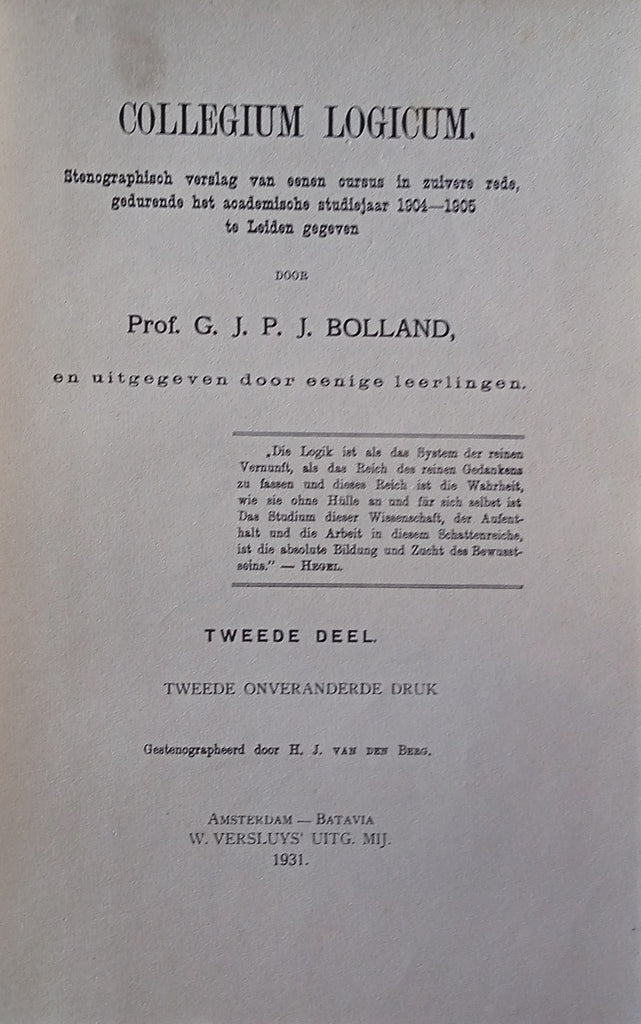 COLLEGIUM LOGICUM.
Stenographisch verslag van eenen cursus in zuivere rede,
gedurende het academische studiejaar 1904—1905
te Leiden gegeven
DOOR
Prof. G. J. P. J. BOLLAND,
en uitgegeven door eenige leerlingen.
„Die Logik ist als das System der reinen
Vernunft, als das Reich des reinen Gedankens
zu fassen und dieses Reich ist die Wahrheit,
wie sie ohne Hülle an und für sich selbst ist
Das Studium dieser Wissenschaft, der Aufent-
halt und die Arbeit in diesem Schattenreiche,
ist die absolute Bildung und Zucht des Bewusst-
seins.” — HEGEL.
TWEEDE DEEL.
TWEEDE ONVERANDERDE DRUK
Gestenographeerd door H. J. VAN DEN BERG.
AMSTERDAM — BATAVIA
W. VERSLUYS' UITG. MIJ.
1931.